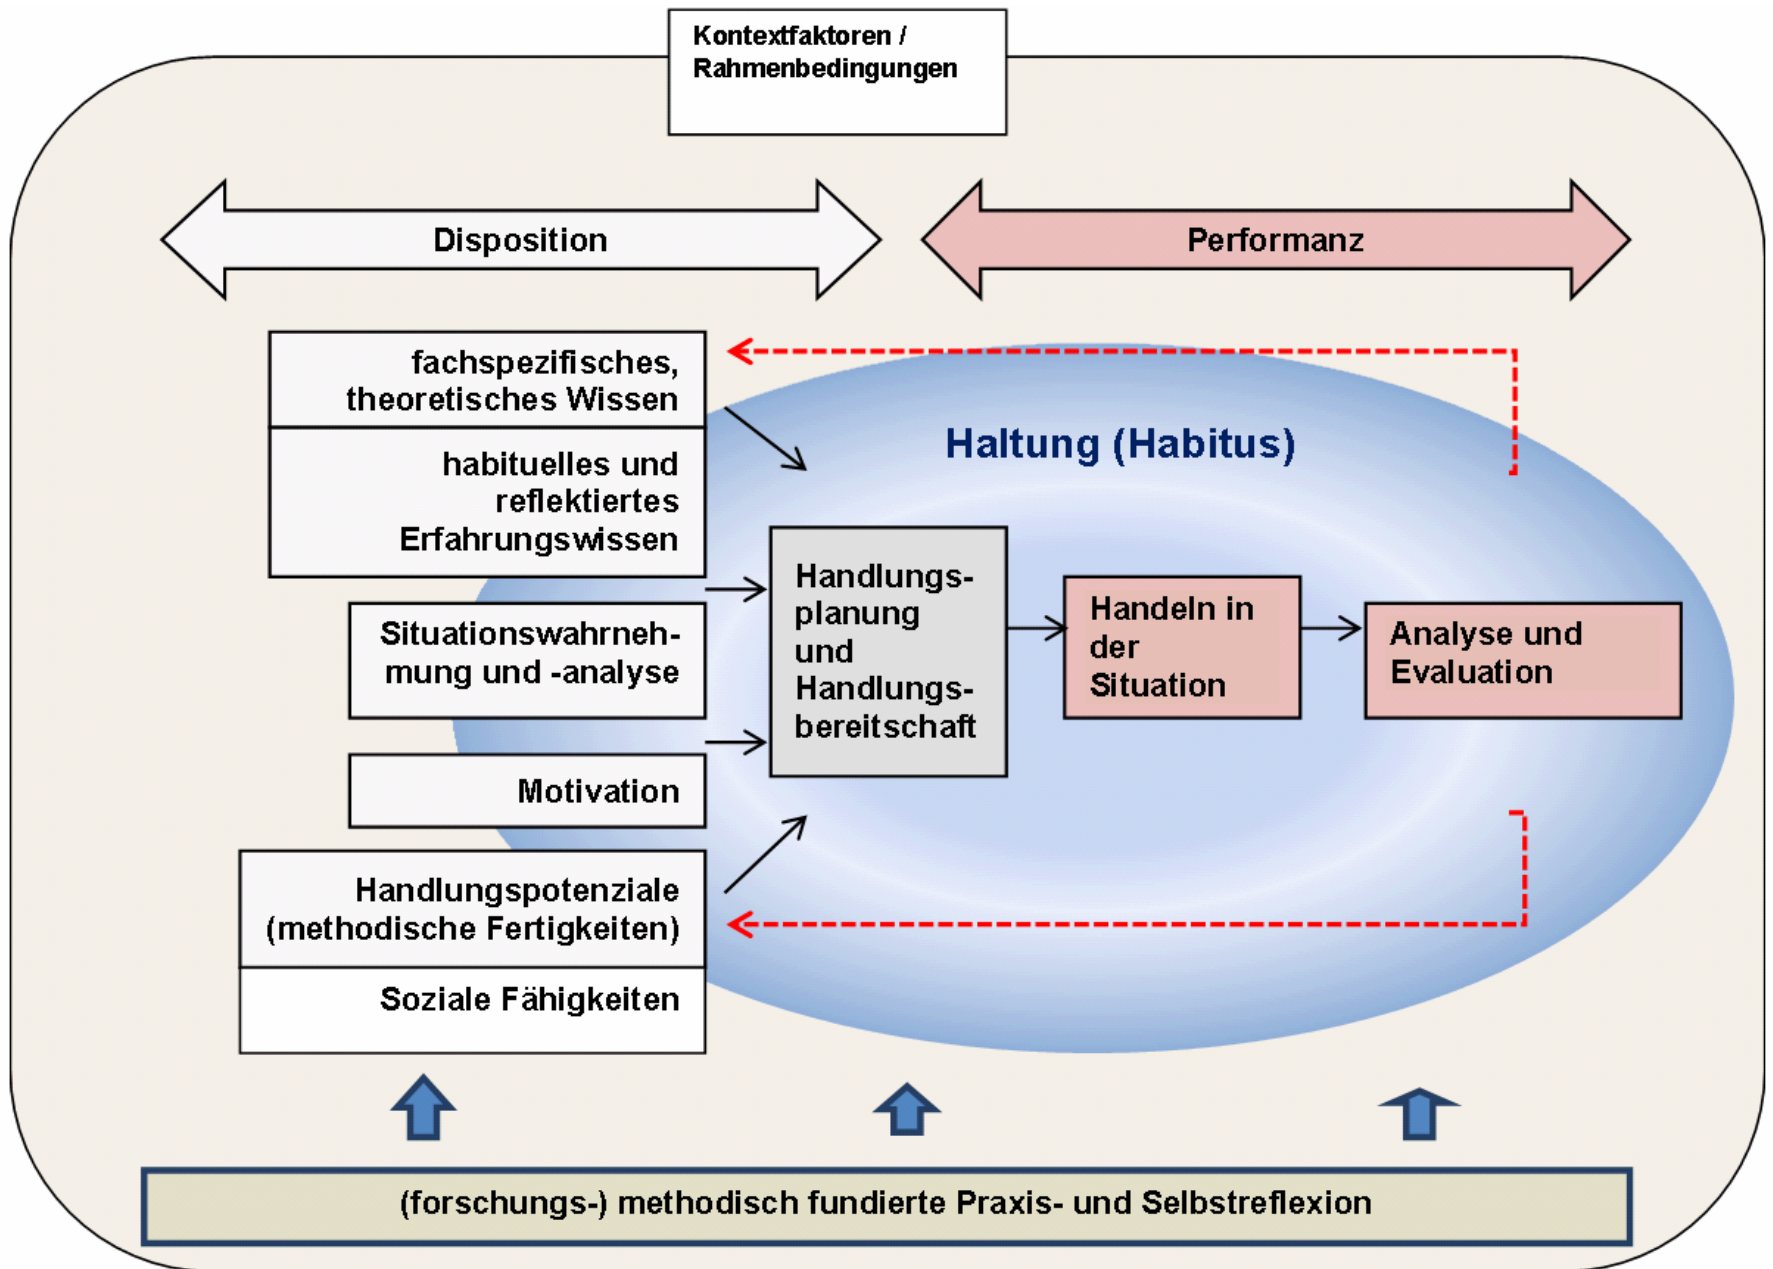 Kontextfaktoren /
Rahmenbedingungen
Disposition
Performanz
fachspezifisches,
theoretisches Wissen
habituelles und
reflektiertes
Erfahrungswissen
Situationswahrneh-
mung und -analyse
Motivation
Handlungspotenziale
(methodische Fertigkeiten)
Soziale Fähigkeiten
Haltung (Habitus)
Handlungs-
planung
und
Handlungs-
bereitschaft
Handeln in
der
Situation
Analyse und
Evaluation
(forschungs-) methodisch fundierte Praxis- und Selbstreflexion